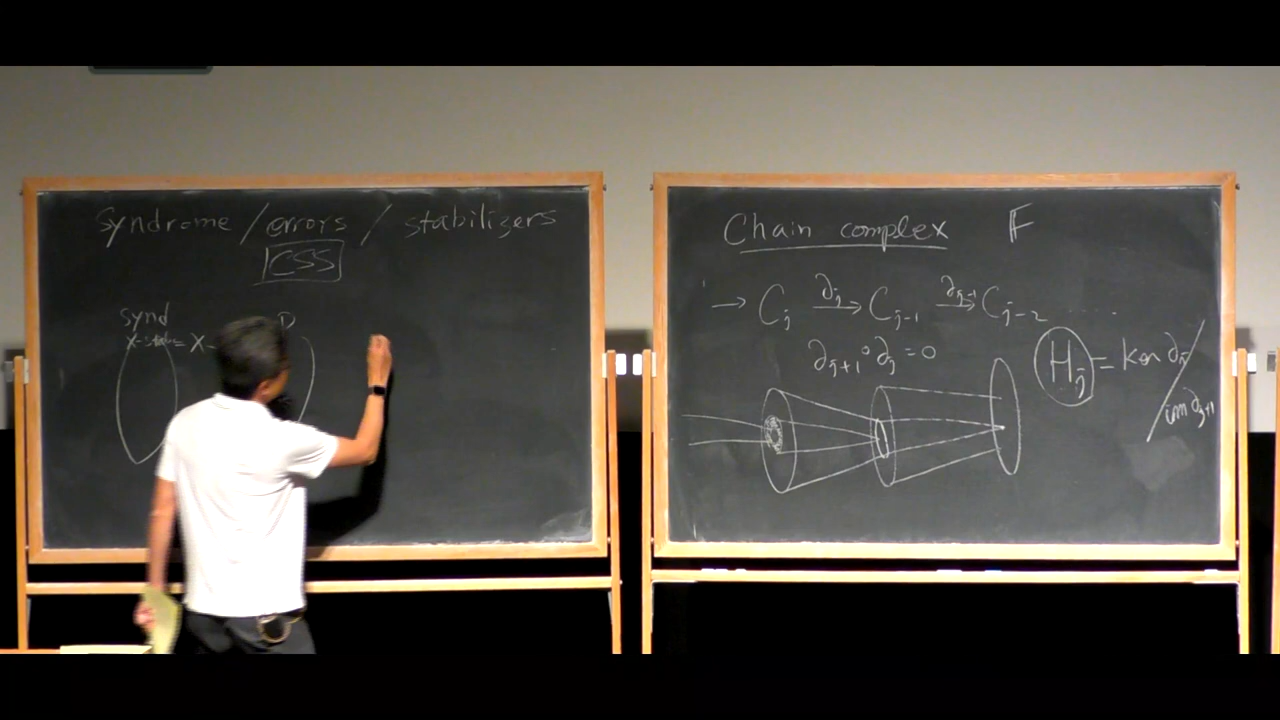 Syndrome / errors / stabilizers
CSS
Synd
X-stab = X-
Chain complex F
→ C_j ∂_j→ C_{j-1} ∂_{j-1}→ C_{j-2} ....
∂_{j+1} ∘ ∂_j = 0
H_j = ker ∂_j / im ∂_{j+1}